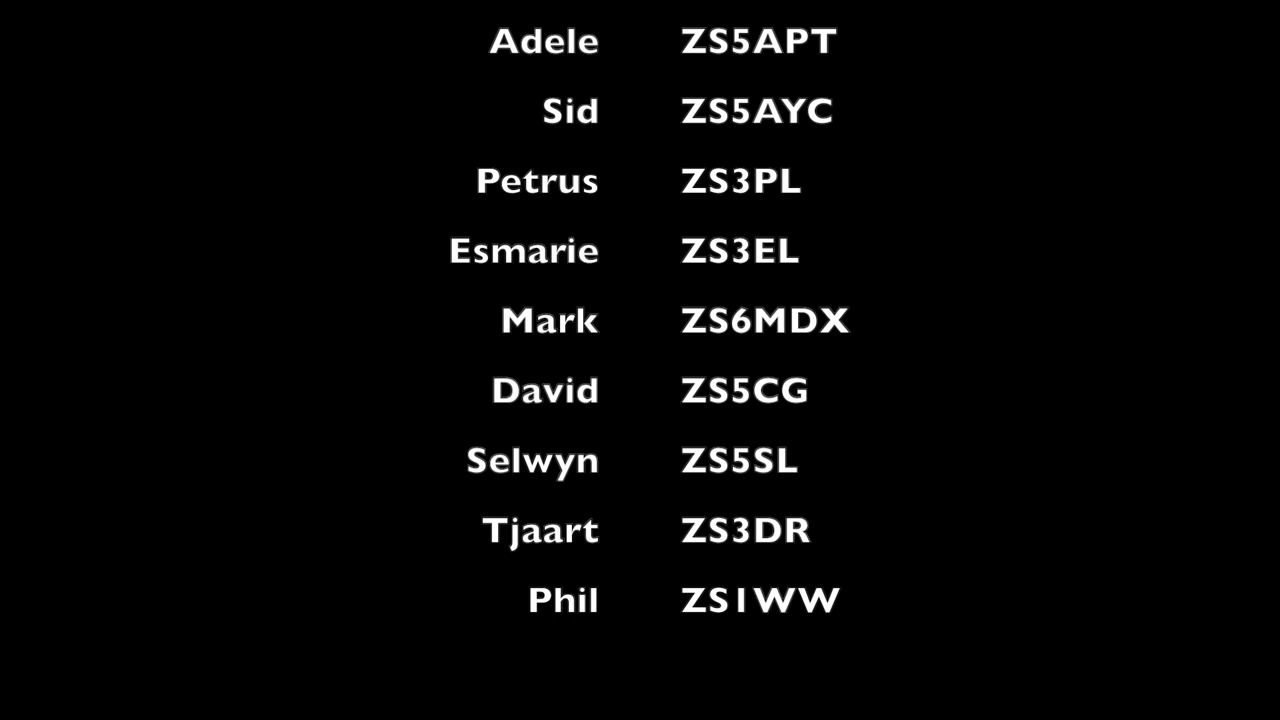 Adele ZS5APT
Sid ZS5AYC
Petrus ZS3PL
Esmarie ZS3EL
Mark ZS6MDX
David ZS5CG
Selwyn ZS5SL
Tjaart ZS3DR
Phil ZS1WW